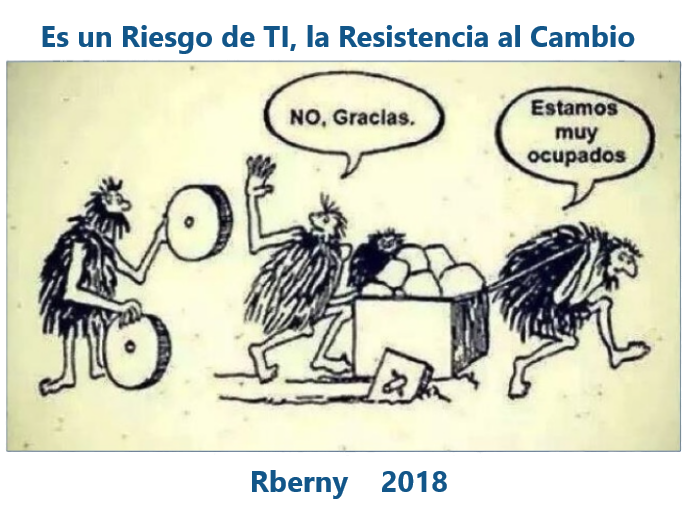 Es un Riesgo de TI, la Resistencia al Cambio
NO, Gracias.
Estamos
muy
ocupados
Rberny 2018